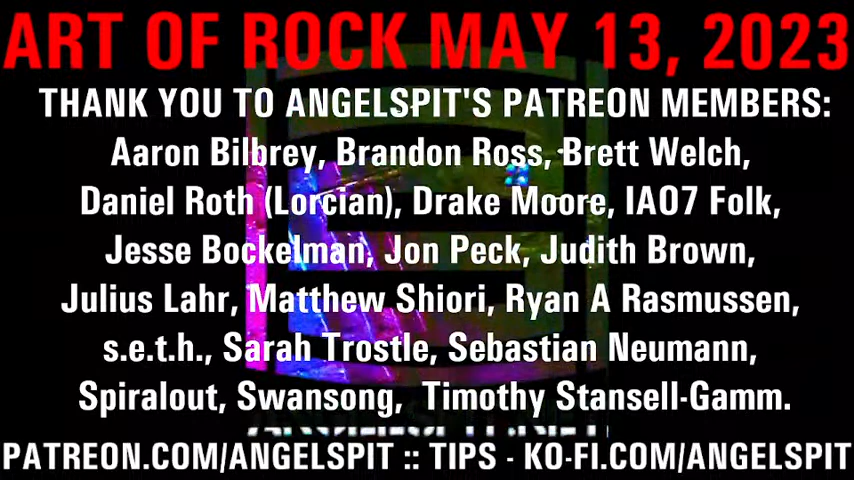 ART OF ROCK MAY 13, 2023
THANK YOU TO ANGELSPIT'S PATREON MEMBERS:
Aaron Bilbrey, Brandon Ross, Brett Welch,
Daniel Roth (Lorcian), Drake Moore, IAO7 Folk,
Jesse Bockelman, Jon Peck, Judith Brown,
Julius Lahr, Matthew Shiori, Ryan A Rasmussen,
s.e.t.h., Sarah Trostle, Sebastian Neumann,
Spiralout, Swansong, Timothy Stansell-Gamm.
PATREON.COM/ANGELSPIT :: TIPS - KO-FI.COM/ANGELSPIT